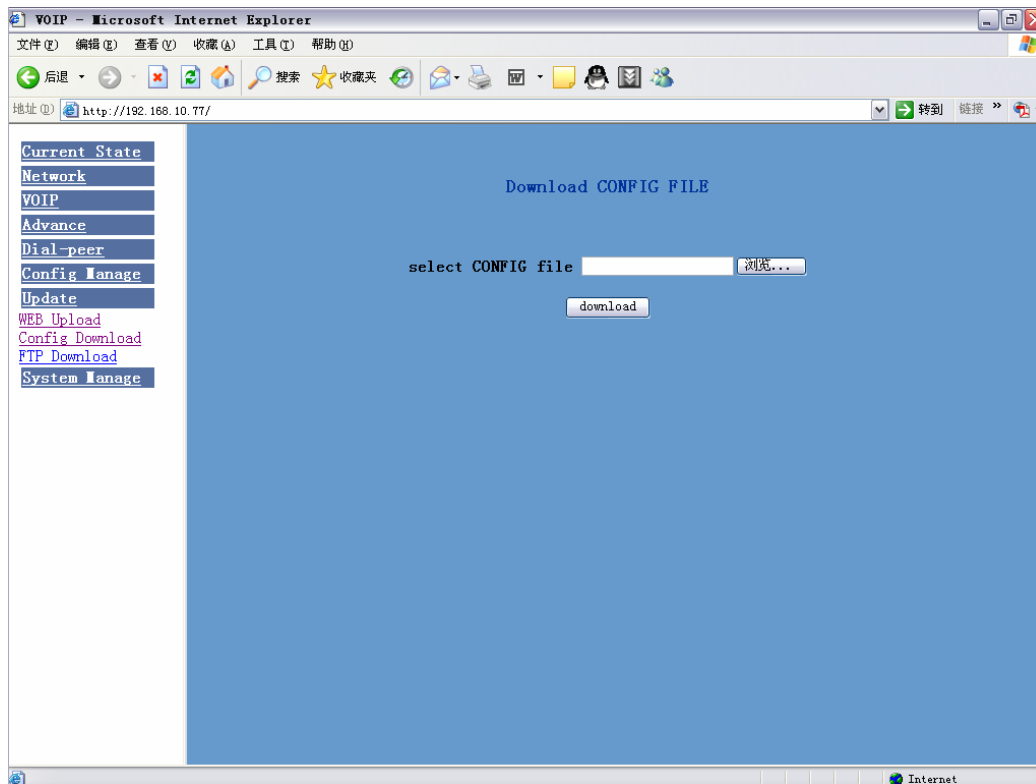 VOIP - Microsoft Internet Explorer
文件(F) 编辑(E) 查看(V) 收藏(A) 工具(T) 帮助(H)
后退 搜索 收藏夹
地址(D) http://192.168.10.77/ 转到 链接 »
Current State
Network
VOIP
Advance
Dial-peer
Config Manage
Update
WEB Upload
Config Download
FTP Download
System Manage
Download CONFIG FILE
select CONFIG file 浏览...
download
Internet